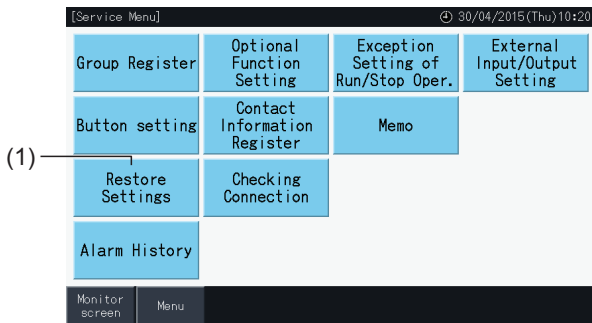 [Service Menu] 30/04/2015(Thu)10:20
Group Register
Optional
Function
Setting
Exception
Setting of
Run/Stop Oper.
External
Input/Output
Setting
Button setting
Contact
Information
Register
Memo
(1)
Restore
Settings
Checking
Connection
Alarm History
Monitor
screen
Menu